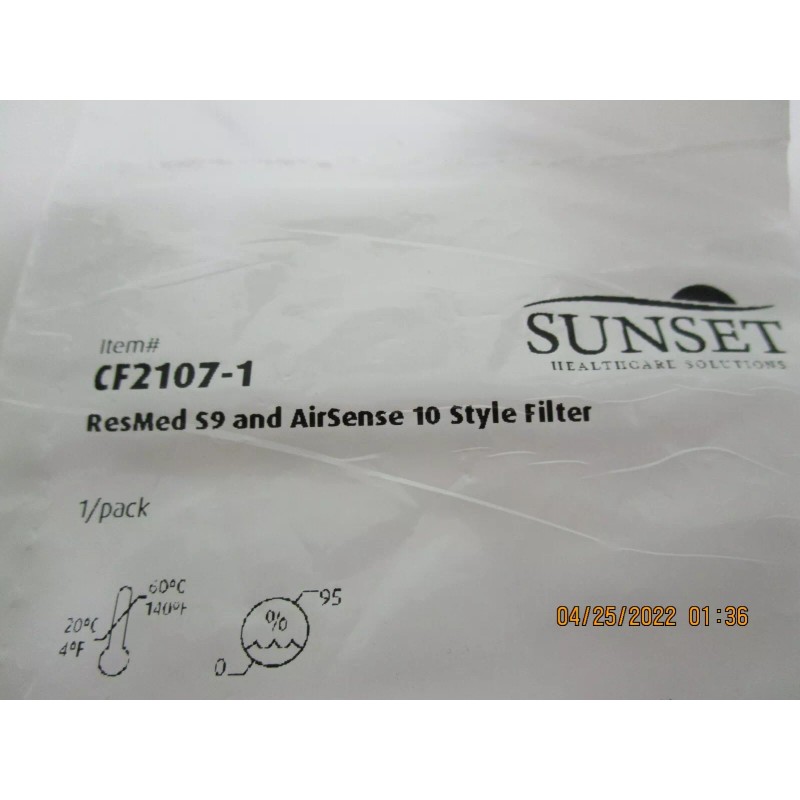 SUNSET
HEALTHCARE SOLUTIONS
Item#
CF2107-1
ResMed S9 and AirSense 10 Style Filter
1/pack
60°C
140°F
20°C
4°F
%
95
0
04/25/2022 01:36